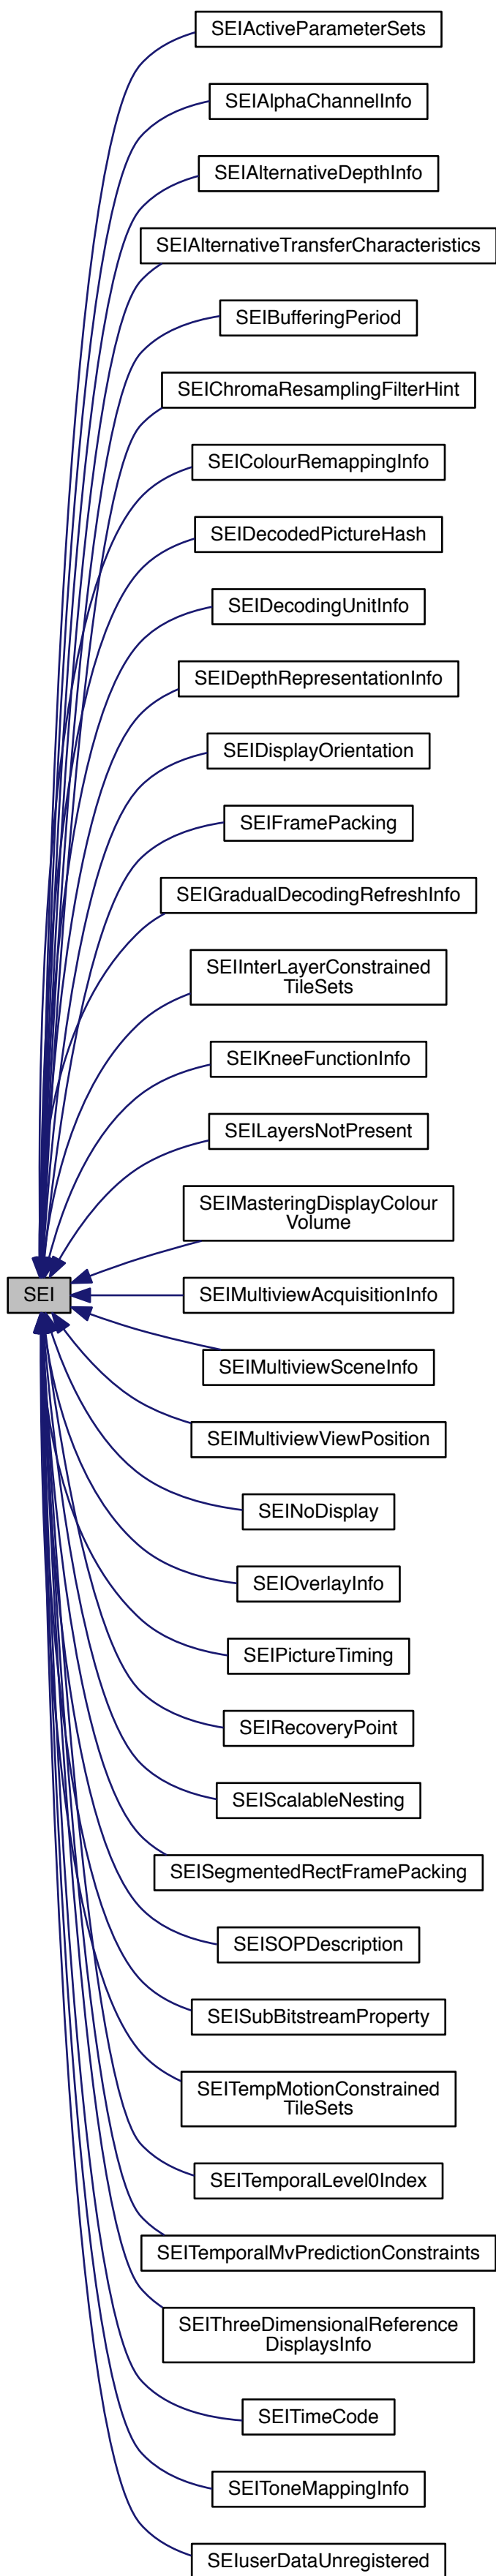 SEIActiveParameterSets
SEIAlphaChannelInfo
SEIAlternativeDepthInfo
SEIAlternativeTransferCharacteristics
SEIBufferingPeriod
SEIChromaResamplingFilterHint
SEIColourRemappingInfo
SEIDecodedPictureHash
SEIDecodingUnitInfo
SEIDepthRepresentationInfo
SEIDisplayOrientation
SEIFramePacking
SEIGradualDecodingRefreshInfo
SEIInterLayerConstrained
TileSets
SEIKneeFunctionInfo
SEILayersNotPresent
SEIMasteringDisplayColour
Volume
SEI
SEIMultiviewAcquisitionInfo
SEIMultiviewSceneInfo
SEIMultiviewViewPosition
SEINoDisplay
SEIOverlayInfo
SEIPictureTiming
SEIRecoveryPoint
SEIScalableNesting
SEISegmentedRectFramePacking
SEISOPDescription
SEISubBitstreamProperty
SEITempMotionConstrained
TileSets
SEITemporalLevel0Index
SEITemporalMvPredictionConstraints
SEIThreeDimensionalReference
DisplaysInfo
SEITimeCode
SEIToneMappingInfo
SEIuserDataUnregistered